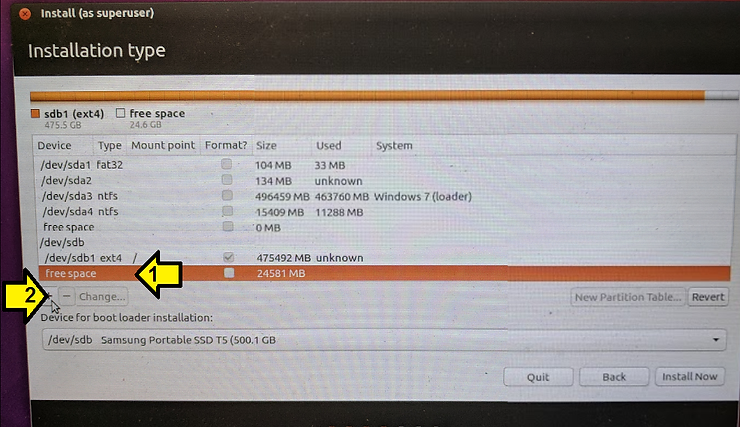 Install (as superuser)
Installation type
sdb1 (ext4) free space
475.5 GB 24.6 GB
Device Type Mount point Format? Size Used System
/dev/sda1 fat32 104 MB 33 MB
/dev/sda2 134 MB unknown
/dev/sda3 ntfs 496459 MB 463760 MB Windows 7 (loader)
/dev/sda4 ntfs 15409 MB 11288 MB
free space 0 MB
/dev/sdb
/dev/sdb1 ext4 / 475492 MB unknown
free space 24581 MB
1
2
+ − Change... New Partition Table... Revert
Device for boot loader installation:
/dev/sdb Samsung Portable SSD T5 (500.1 GB
Quit Back Install Now